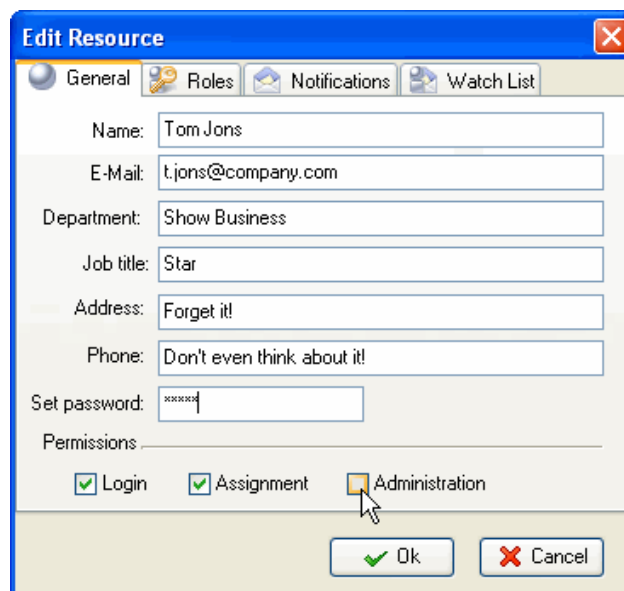 Edit Resource
General Roles Notifications Watch List
Name: Tom Jons
E-Mail: t.jons@company.com
Department: Show Business
Job title: Star
Address: Forget it!
Phone: Don't even think about it!
Set password: *****
Permissions
Login Assignment Administration
Ok Cancel